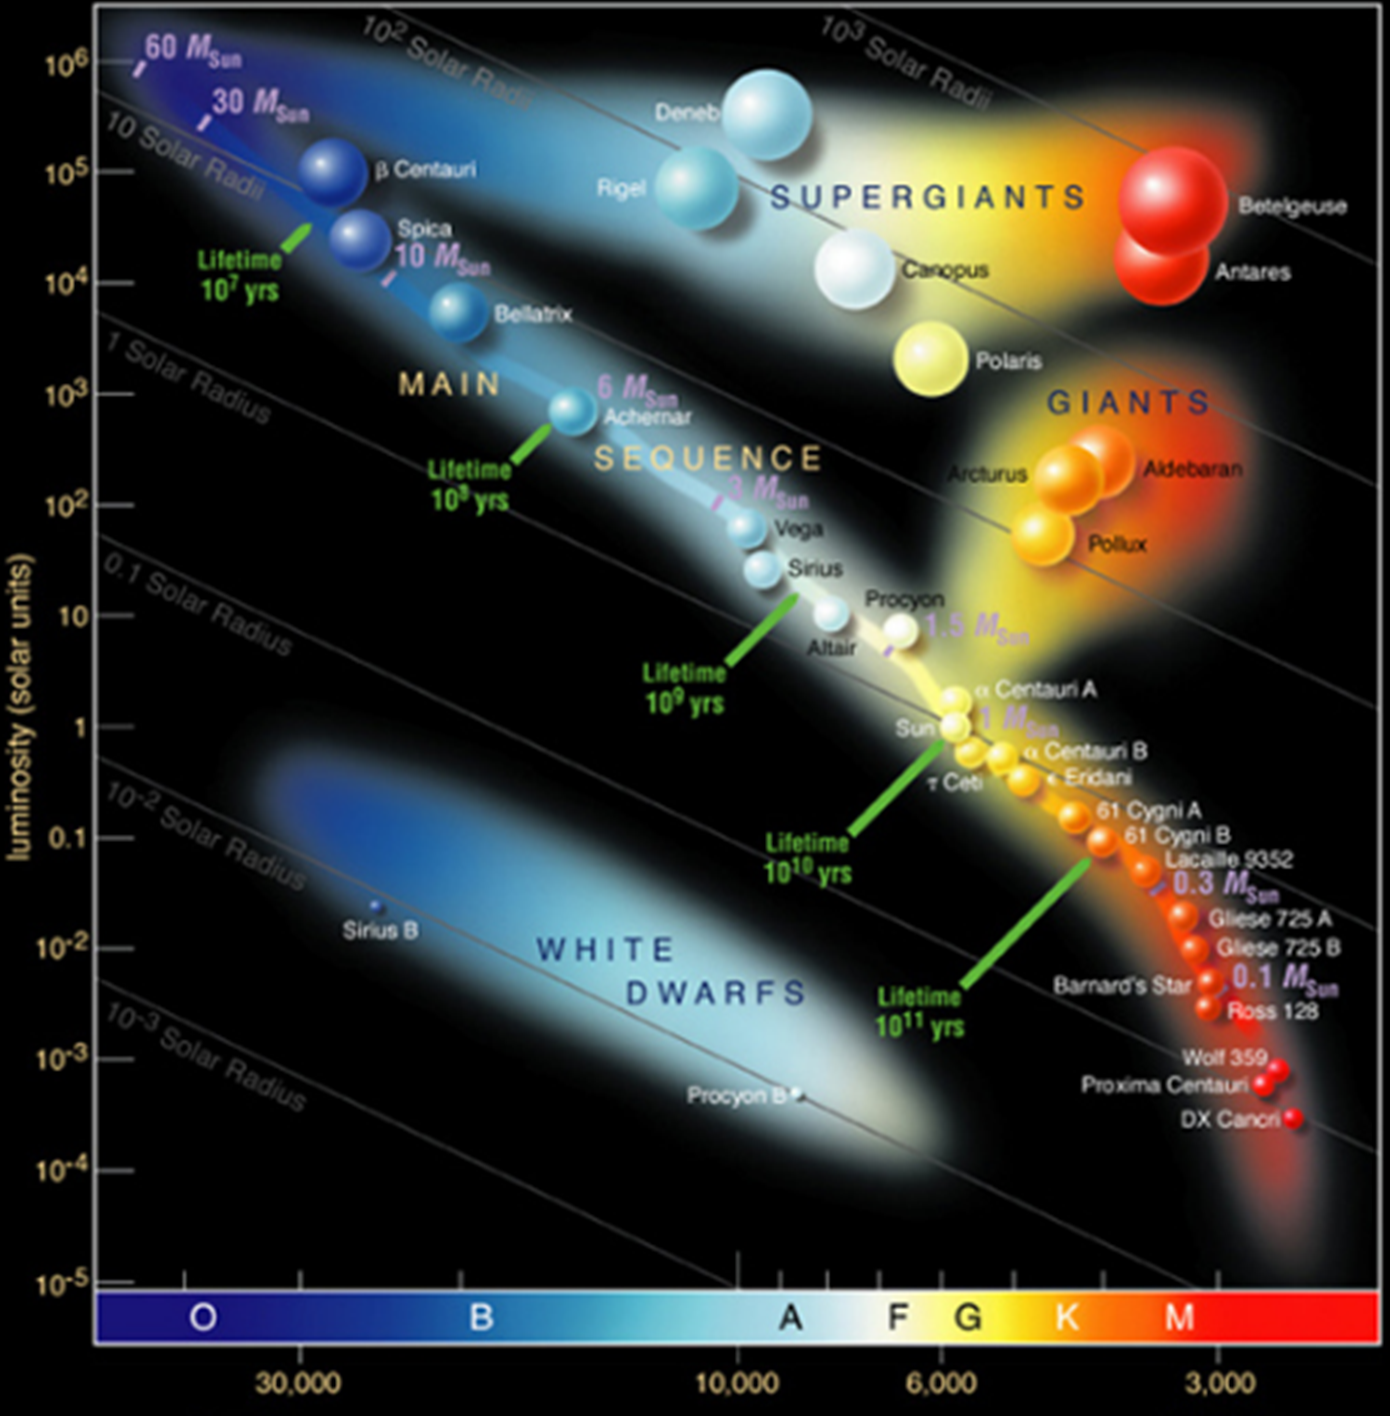 60 MSun
10² Solar Radii
10³ Solar Radii
10⁶
30 MSun
Deneb
10 Solar Radii
10⁵
β Centauri
Rigel
SUPERGIANTS
Betelgeuse
Spica
Lifetime
10⁷ yrs
10 MSun
Canopus
Antares
10⁴
Bellatrix
1 Solar Radius
Polaris
MAIN
6 MSun
GIANTS
10³
Achernar
SEQUENCE
Lifetime
10⁸ yrs
Arcturus
Aldebaran
3 MSun
10²
Vega
Pollux
0.1 Solar Radius
Sirius
Procyon
10
1.5 MSun
Altair
Lifetime
10⁹ yrs
α Centauri A
luminosity (solar units)
1
Sun
1 MSun
α Centauri B
τ Ceti
ϵ Eridani
10⁻² Solar Radius
61 Cygni A
0.1
61 Cygni B
Lifetime
10¹⁰ yrs
Lacaille 9352
0.3 MSun
Sirius B
Gliese 725 A
10⁻²
WHITE
DWARFS
Gliese 725 B
Barnard's Star
0.1 MSun
Lifetime
10¹¹ yrs
Ross 128
10⁻³ Solar Radius
10⁻³
Wolf 359
Procyon B
Proxima Centauri
DX Cancri
10⁻⁴
10⁻⁵
O B A F G K M
30,000 10,000 6,000 3,000